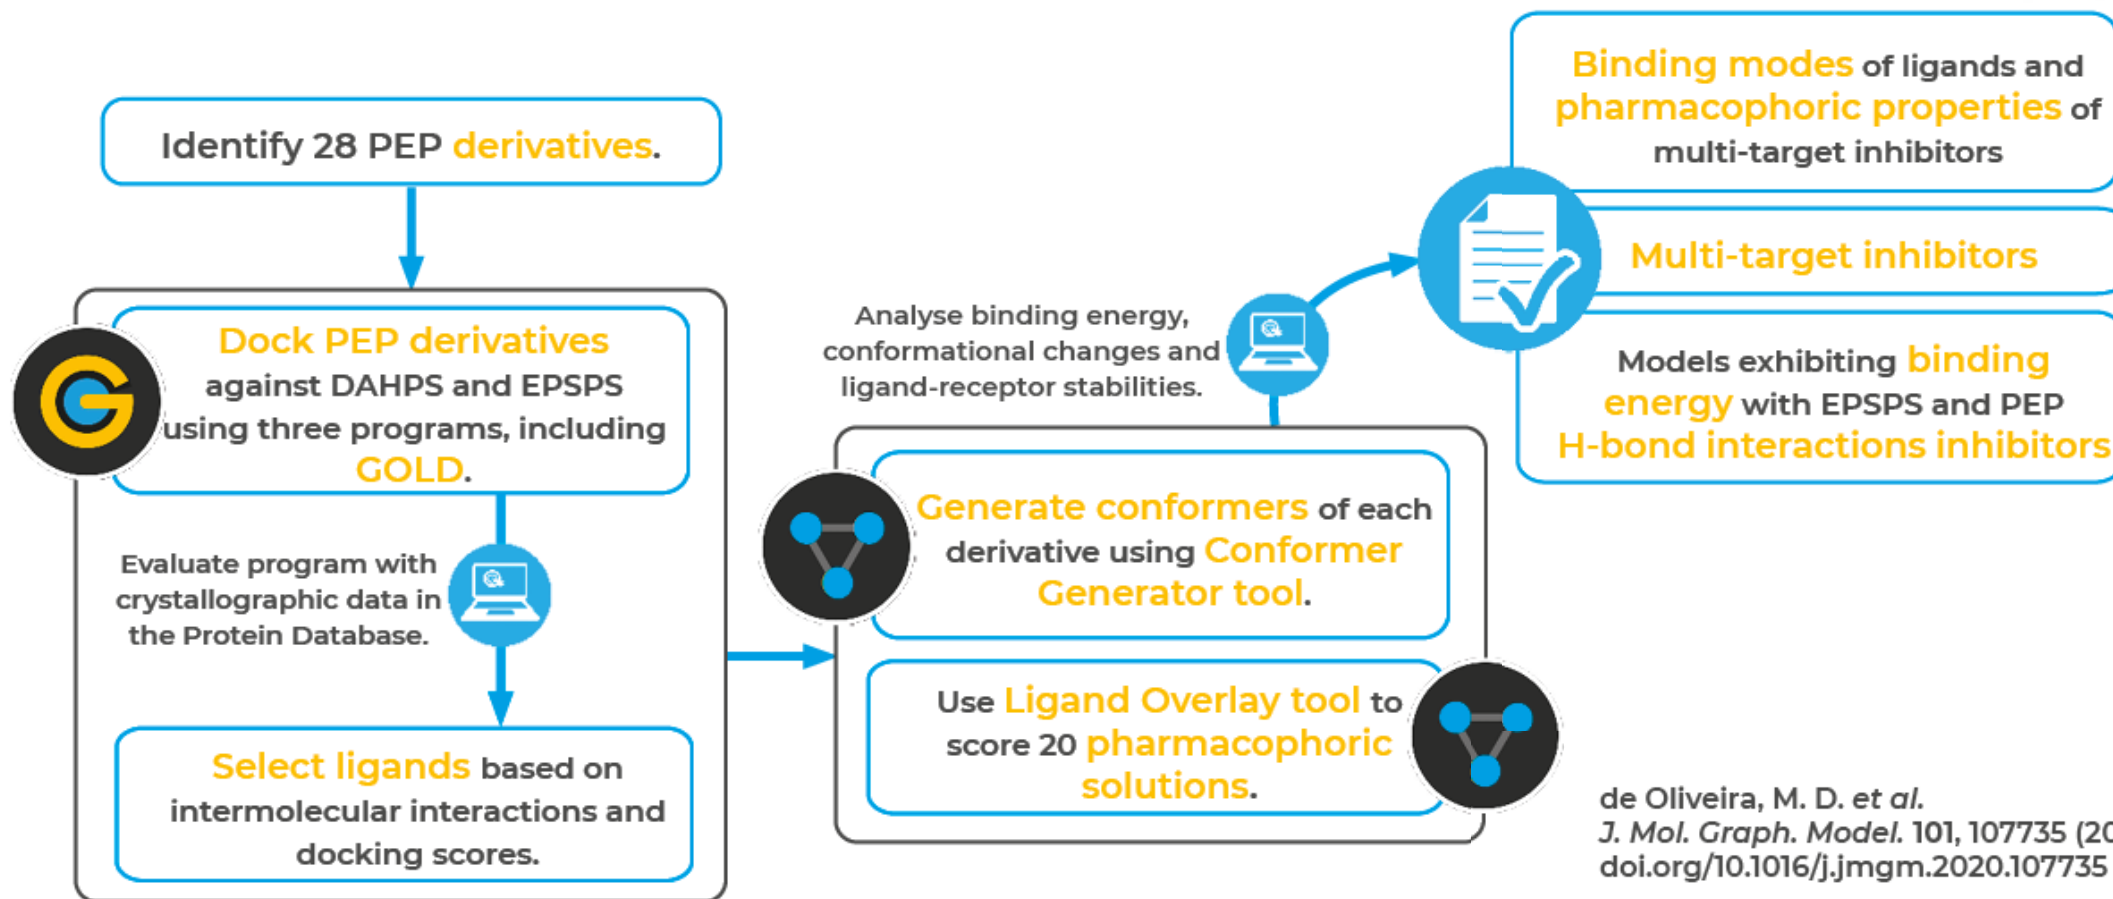 Identify 28 PEP derivatives.
Dock PEP derivatives
against DAHPS and EPSPS
using three programs, including
GOLD.
Evaluate program with
crystallographic data in
the Protein Database.
Select ligands based on
intermolecular interactions and
docking scores.
Generate conformers of each
derivative using Conformer
Generator tool.
Use Ligand Overlay tool to
score 20 pharmacophoric
solutions.
Analyse binding energy,
conformational changes and
ligand-receptor stabilities.
Binding modes of ligands and
pharmacophoric properties of
multi-target inhibitors
Multi-target inhibitors
Models exhibiting binding
energy with EPSPS and PEP
H-bond interactions inhibitors
de Oliveira, M. D. et al.
J. Mol. Graph. Model. 101, 107735 (20
doi.org/10.1016/j.jmgm.2020.107735